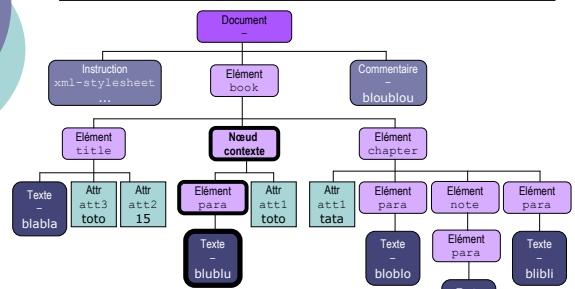 Document
–
Instruction
xml-stylesheet
...
Elément
book
Commentaire
–
bloublou
Elément
title
Nœud
contexte
Elément
chapter
Texte
–
blabla
Attr
att3
toto
Attr
att2
15
Elément
para
Attr
att1
toto
Attr
att1
tata
Elément
para
Elément
note
Elément
para
Texte
–
blublu
Texte
–
bloblo
Elément
para
Texte
–
blibli